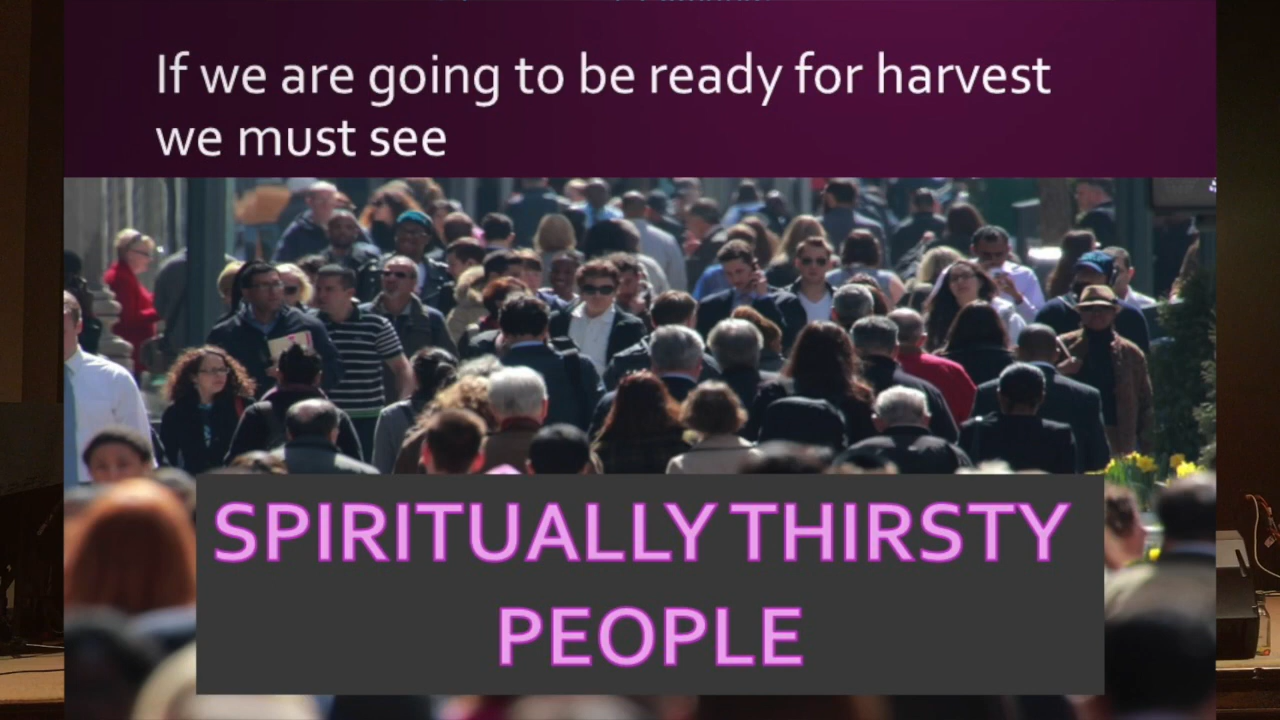 If we are going to be ready for harvest
we must see
SPIRITUALLY THIRSTY
PEOPLE